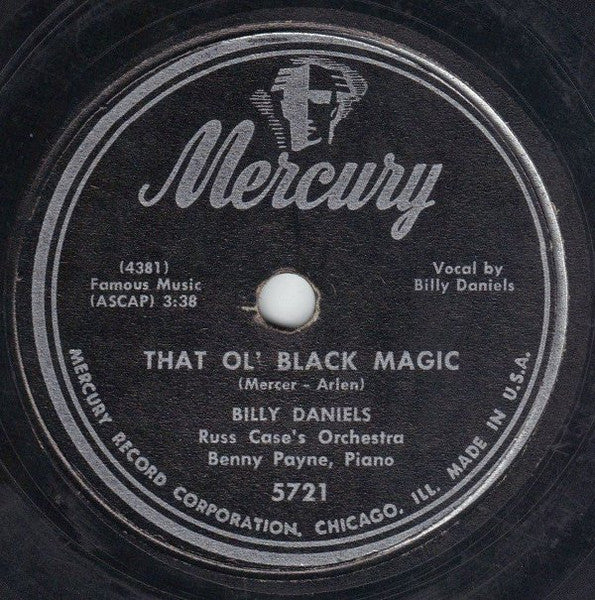 Mercury
(4381)
Famous Music
(ASCAP) 3:38
Vocal by
Billy Daniels
THAT OL' BLACK MAGIC
(Mercer - Arlen)
BILLY DANIELS
Russ Case's Orchestra
Benny Payne, Piano
5721
MERCURY RECORD CORPORATION, CHICAGO, ILL. MADE IN U.S.A.